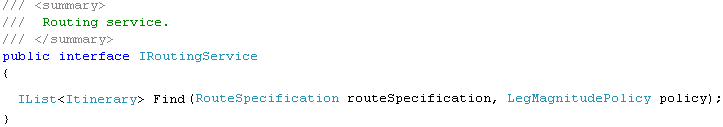 /// <summary>
///  Routing service.
/// </summary>
public interface IRoutingService
{
IList<Itinerary> Find(RouteSpecification routeSpecification, LegMagnitudePolicy policy);
}